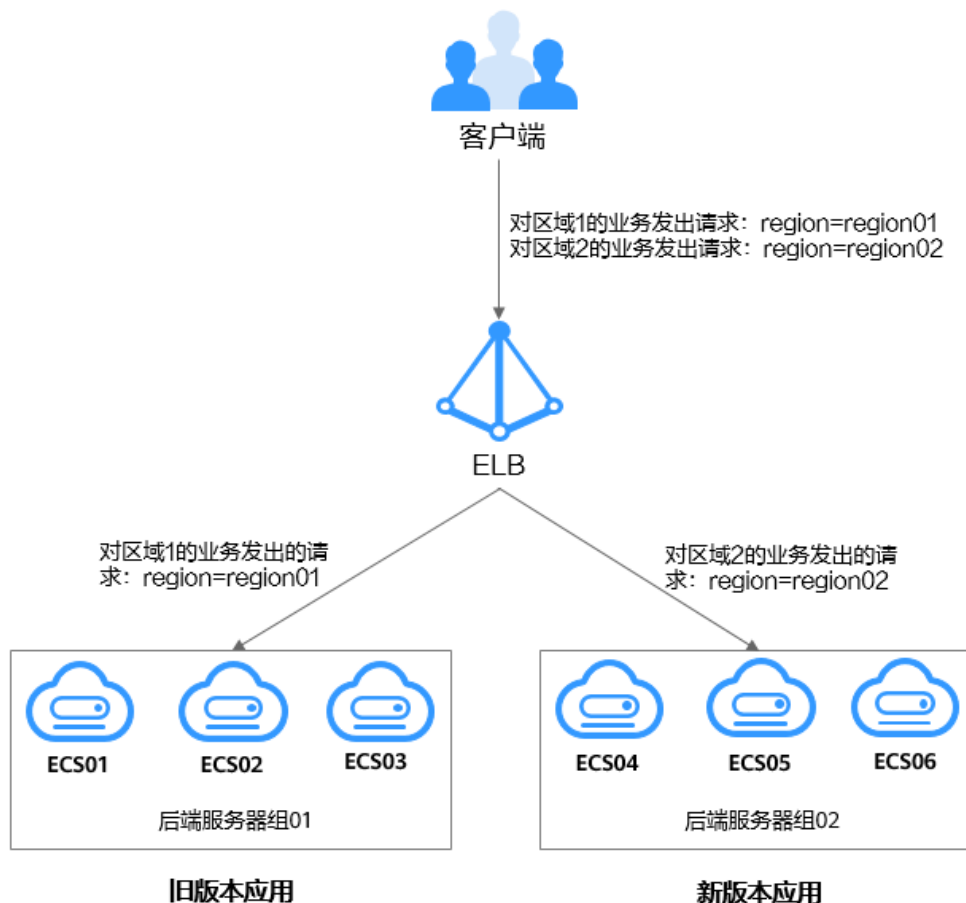 客户端
对区域1的业务发出请求：region=region01
对区域2的业务发出请求：region=region02
ELB
对区域1的业务发出的请
求：region=region01
对区域2的业务发出的请
求：region=region02
ECS01
ECS02
ECS03
后端服务器组01
ECS04
ECS05
ECS06
后端服务器组02
旧版本应用
新版本应用